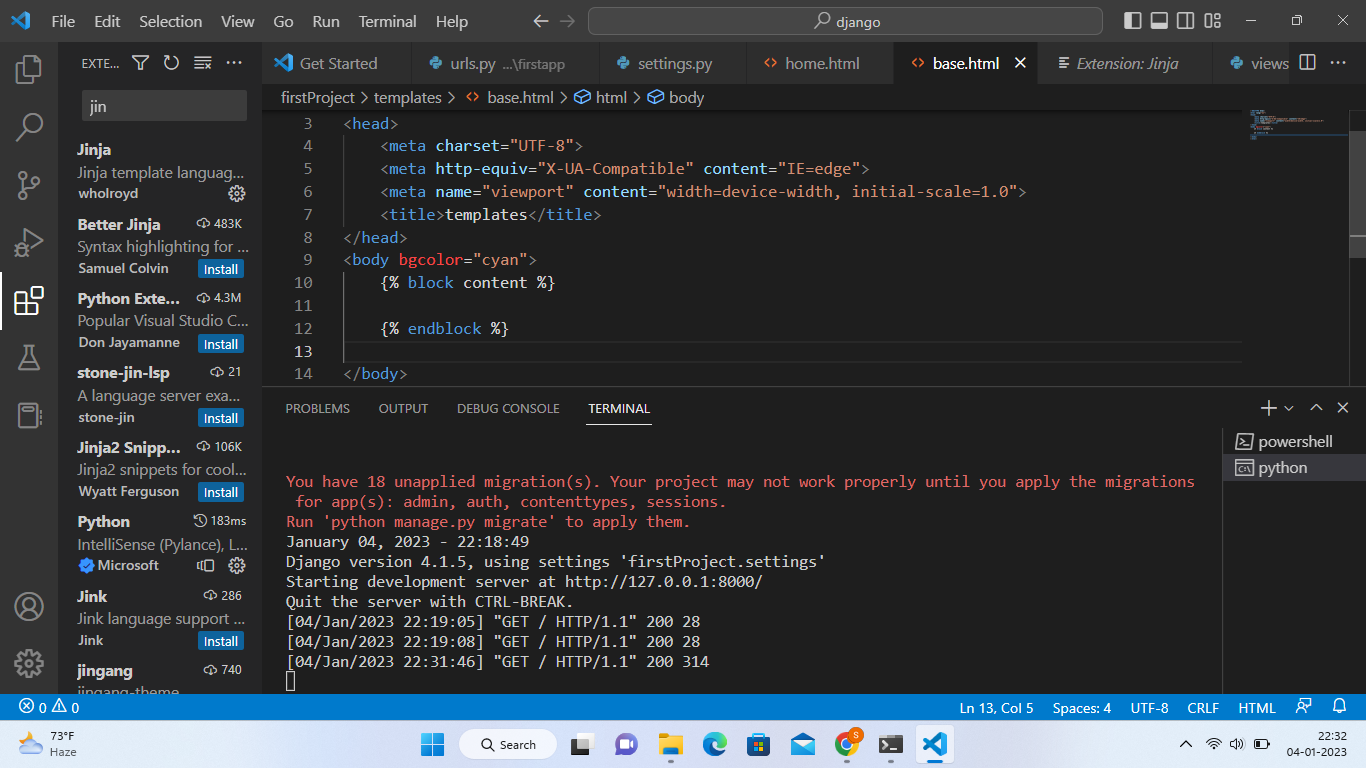 File Edit Selection View Go Run Terminal Help django
EXTE...
jin
Jinja
Jinja template languag...
wholroyd
Better Jinja 483K
Syntax highlighting for ...
Samuel Colvin Install
Python Exte... 4.3M
Popular Visual Studio C...
Don Jayamanne Install
stone-jin-lsp 21
A language server exa...
stone-jin Install
Jinja2 Snipp... 106K
Jinja2 snippets for cool...
Wyatt Ferguson Install
Python 183ms
IntelliSense (Pylance), L...
Microsoft
Jink 286
Jink language support ...
Jink Install
jingang 740
jingang-theme
Get Started urls.py ...\firstapp settings.py home.html base.html Extension: Jinja views
firstProject > templates > base.html > html > body
3 <head>
4 <meta charset="UTF-8">
5 <meta http-equiv="X-UA-Compatible" content="IE=edge">
6 <meta name="viewport" content="width=device-width, initial-scale=1.0">
7 <title>templates</title>
8 </head>
9 <body bgcolor="cyan">
10 {% block content %}
11
12 {% endblock %}
13
14 </body>
PROBLEMS OUTPUT DEBUG CONSOLE TERMINAL
You have 18 unapplied migration(s). Your project may not work properly until you apply the migrations
for app(s): admin, auth, contenttypes, sessions.
Run 'python manage.py migrate' to apply them.
January 04, 2023 - 22:18:49
Django version 4.1.5, using settings 'firstProject.settings'
Starting development server at http://127.0.0.1:8000/
Quit the server with CTRL-BREAK.
[04/Jan/2023 22:19:05] "GET / HTTP/1.1" 200 28
[04/Jan/2023 22:19:08] "GET / HTTP/1.1" 200 28
[04/Jan/2023 22:31:46] "GET / HTTP/1.1" 200 314
powershell
python
0 0 Ln 13, Col 5 Spaces: 4 UTF-8 CRLF HTML
73°F
Haze
Search
S
22:32
04-01-2023